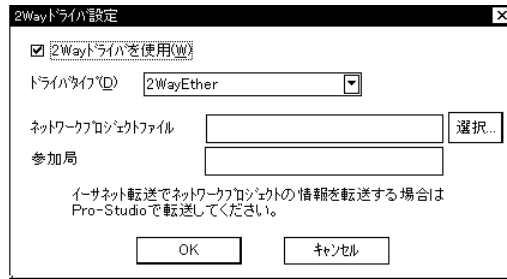 2Wayﾄﾞﾗｲﾊﾞ設定
2Wayﾄﾞﾗｲﾊﾞを使用(W)
ﾄﾞﾗｲﾊﾞﾀｲﾌﾟ(D)
2WayEther
ﾈｯﾄﾜｰｸﾌﾟﾛｼﾞｪｸﾄﾌｧｲﾙ
選択...
参加局
ｲｰｻﾈｯﾄ転送でﾈｯﾄﾜｰｸﾌﾟﾛｼﾞｪｸﾄの情報を転送する場合は
Pro-Studioで転送してください。
OK
ｷｬﾝｾﾙ